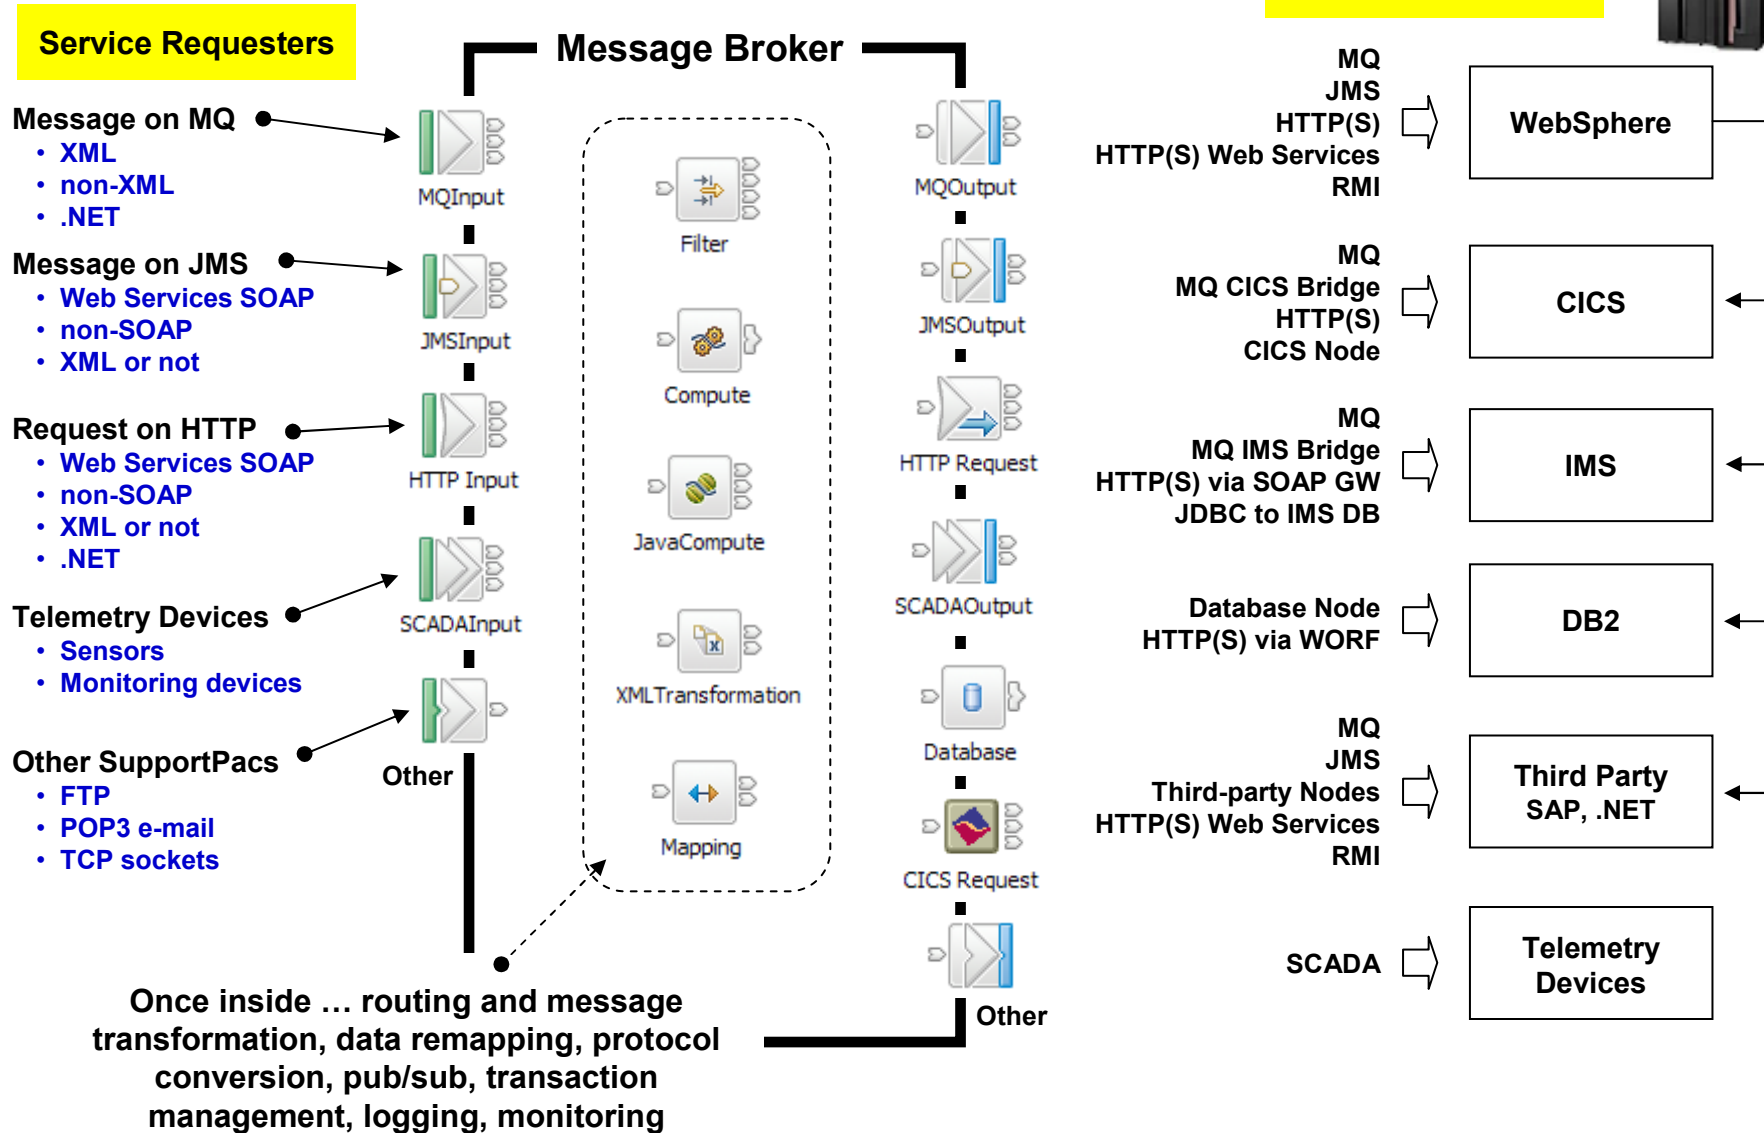 Service Requesters
Message Broker
Message on MQ
• XML
• non-XML
• .NET
Message on JMS
• Web Services SOAP
• non-SOAP
• XML or not
Request on HTTP
• Web Services SOAP
• non-SOAP
• XML or not
• .NET
Telemetry Devices
• Sensors
• Monitoring devices
Other SupportPacs
• FTP
• POP3 e-mail
• TCP sockets
MQInput
JMSInput
HTTP Input
SCADAInput
Other
Filter
Compute
JavaCompute
XMLTransformation
x
Mapping
Once inside … routing and message
transformation, data remapping, protocol
conversion, pub/sub, transaction
management, logging, monitoring
MQOutput
JMSOutput
HTTP Request
SCADAOutput
Database
CICS Request
Other
MQ
JMS
HTTP(S)
HTTP(S) Web Services
RMI
WebSphere
MQ
MQ CICS Bridge
HTTP(S)
CICS Node
CICS
MQ
MQ IMS Bridge
HTTP(S) via SOAP GW
JDBC to IMS DB
IMS
Database Node
HTTP(S) via WORF
DB2
MQ
JMS
Third-party Nodes
HTTP(S) Web Services
RMI
Third Party
SAP, .NET
SCADA
Telemetry
Devices